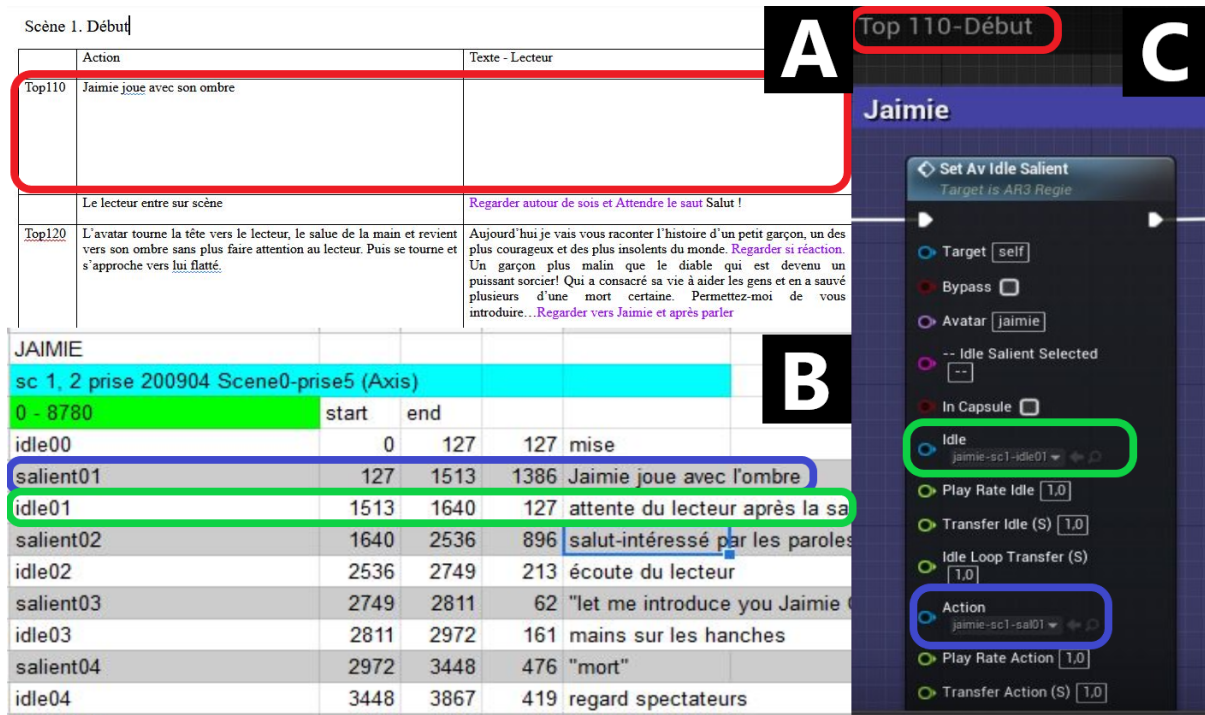 Scène 1. Début
A
Action
Texte - Lecteur
Top110
Jaimie joue avec son ombre
Le lecteur entre sur scène
Regarder autour de sois et Attendre le saut Salut !
Top120
L'avatar tourne la tête vers le lecteur, le salue de la main et revient
vers son ombre sans plus faire attention au lecteur. Puis se tourne et
s'approche vers lui flatté.
Aujourd'hui je vais vous raconter l'histoire d'un petit garçon, un des
plus courageux et des plus insolents du monde. Regarder si réaction.
Un garçon plus malin que le diable qui est devenu un
puissant sorcier! Qui a consacré sa vie à aider les gens et en a sauvé
plusieurs d'une mort certaine. Permettez-moi de vous
introduire…Regarder vers Jaimie et après parler
B
JAIMIE
sc 1, 2 prise 200904 Scene0-prise5 (Axis)
0 - 8780 start end
idle00 0 127 127 mise
salient01 127 1513 1386 Jaimie joue avec l'ombre
idle01 1513 1640 127 attente du lecteur après la sa
salient02 1640 2536 896 salut-intéressé par les paroles
idle02 2536 2749 213 écoute du lecteur
salient03 2749 2811 62 "let me introduce you Jaimie
idle03 2811 2972 161 mains sur les hanches
salient04 2972 3448 476 "mort"
idle04 3448 3867 419 regard spectateurs
C
Top 110-Début
Jaimie
Set Av Idle Salient
Target is AR3 Regie
Target self
Bypass
Avatar jaimie
-- Idle Salient Selected
--
In Capsule
Idle
jaimie-sc1-idle01
Play Rate Idle 1,0
Transfer Idle (S) 1,0
Idle Loop Transfer (S)
1,0
Action
jaimie-sc1-sal01
Play Rate Action 1,0
Transfer Action (S) 1,0